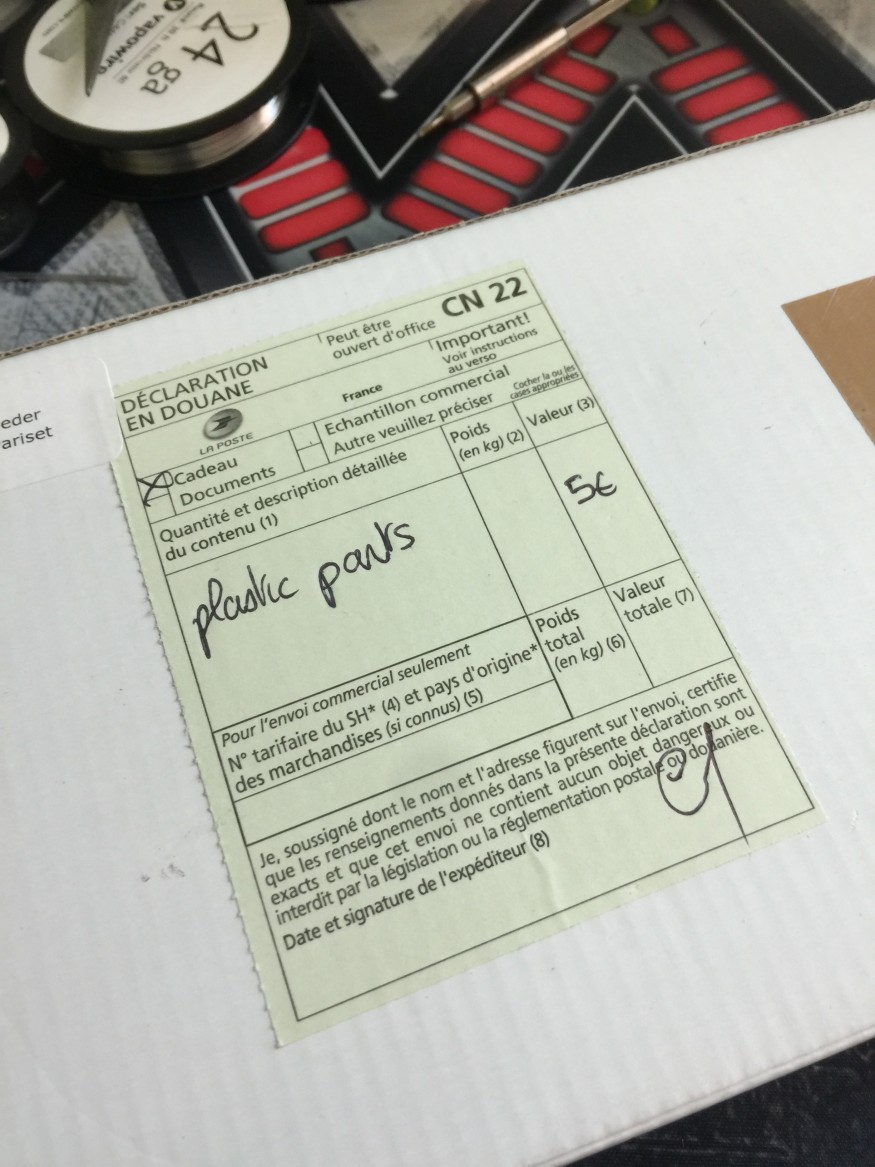 24
ga
vapowire
eder
ariset
DÉCLARATION
EN DOUANE
Peut être
ouvert d'office
CN 22
Important!
Voir instructions
au verso
LA POSTE
France
Cocher la ou les
cases appropriées
Cadeau
Documents
Echantillon commercial
Autre veuillez préciser
Quantité et description détaillée
du contenu (1)
Poids
(en kg) (2)
Valeur (3)
plastic parts
5€
Pour l'envoi commercial seulement
N° tarifaire du SH* (4) et pays d'origine*
des marchandises (si connus) (5)
Poids
total
(en kg) (6)
Valeur
totale (7)
Je, soussigné dont le nom et l'adresse figurent sur l'envoi, certifie
que les renseignements donnés dans la présente déclaration sont
exacts et que cet envoi ne contient aucun objet dangereux ou
interdit par la législation ou la réglementation postale ou douanière.
Date et signature de l'expéditeur (8)